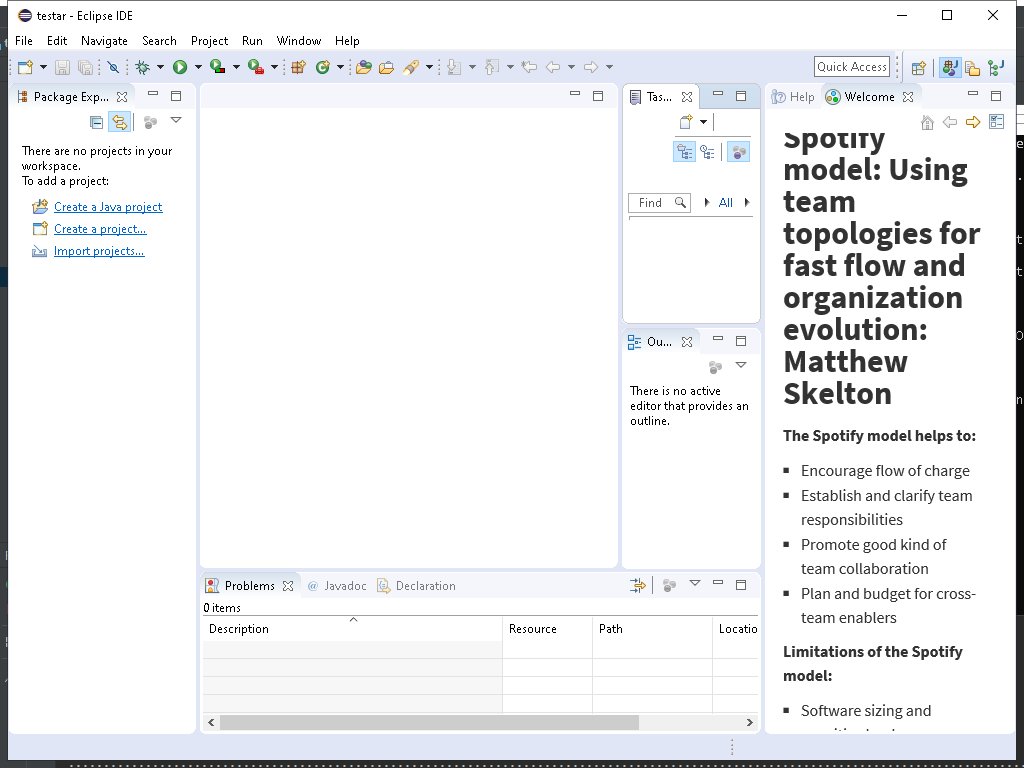 testar - Eclipse IDE
File Edit Navigate Search Project Run Window Help
Quick Access
Package Exp...
There are no projects in your
workspace.
To add a project:
Create a Java project
Create a project...
Import projects...
Tas...
Find
All
Ou...
There is no active
editor that provides an
outline.
Help Welcome
Spotify
model: Using
team
topologies for
fast flow and
organization
evolution:
Matthew
Skelton
The Spotify model helps to:
Encourage flow of charge
Establish and clarify team
responsibilities
Promote good kind of
team collaboration
Plan and budget for cross-
team enablers
Limitations of the Spotify
model:
Software sizing and
Problems @ Javadoc Declaration
0 items
Description Resource Path Locatio